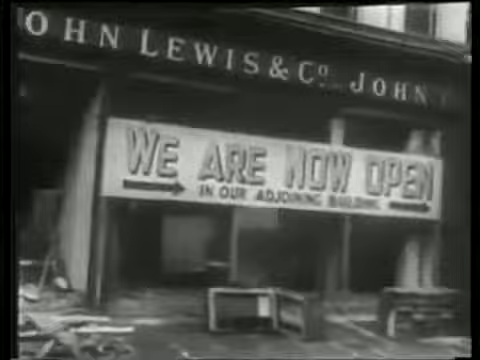 JOHN LEWIS & Co. JOHN
WE ARE NOW OPEN
IN OUR ADJOINING BUILDING